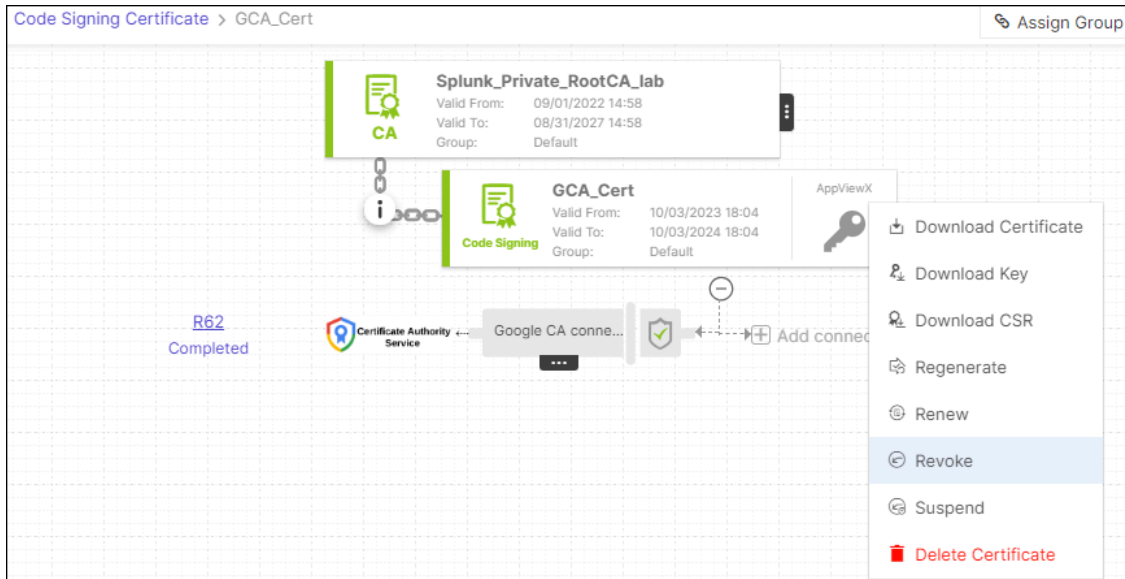 Code Signing Certificate > GCA_Cert
Assign Group
Splunk_Private_RootCA_lab
Valid From: 09/01/2022 14:58
Valid To: 08/31/2027 14:58
Group: Default
CA
GCA_Cert
Valid From: 10/03/2023 18:04
Valid To: 10/03/2024 18:04
Group: Default
Code Signing
AppViewX
i
Download Certificate
Download Key
Download CSR
Regenerate
Renew
Revoke
Suspend
Delete Certificate
R62
Completed
Certificate Authority
Service
Google CA conne...
Add connec